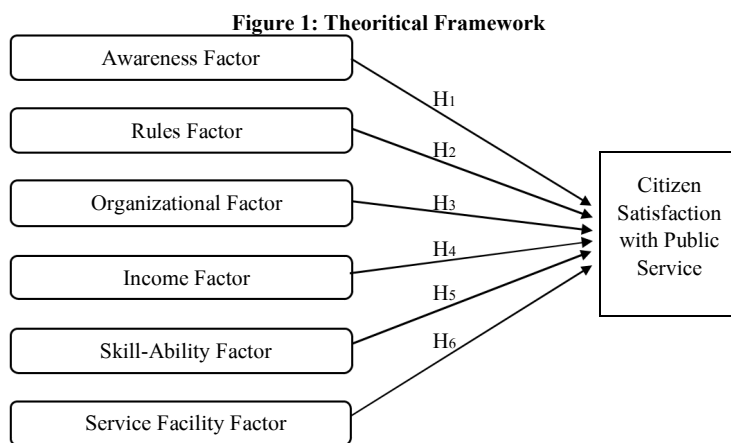 Figure 1: Theoritical Framework
Awareness Factor
H1
Rules Factor
H2
Citizen
Satisfaction
with Public
Service
Organizational Factor
H3
H4
Income Factor
H5
Skill-Ability Factor
H6
Service Facility Factor